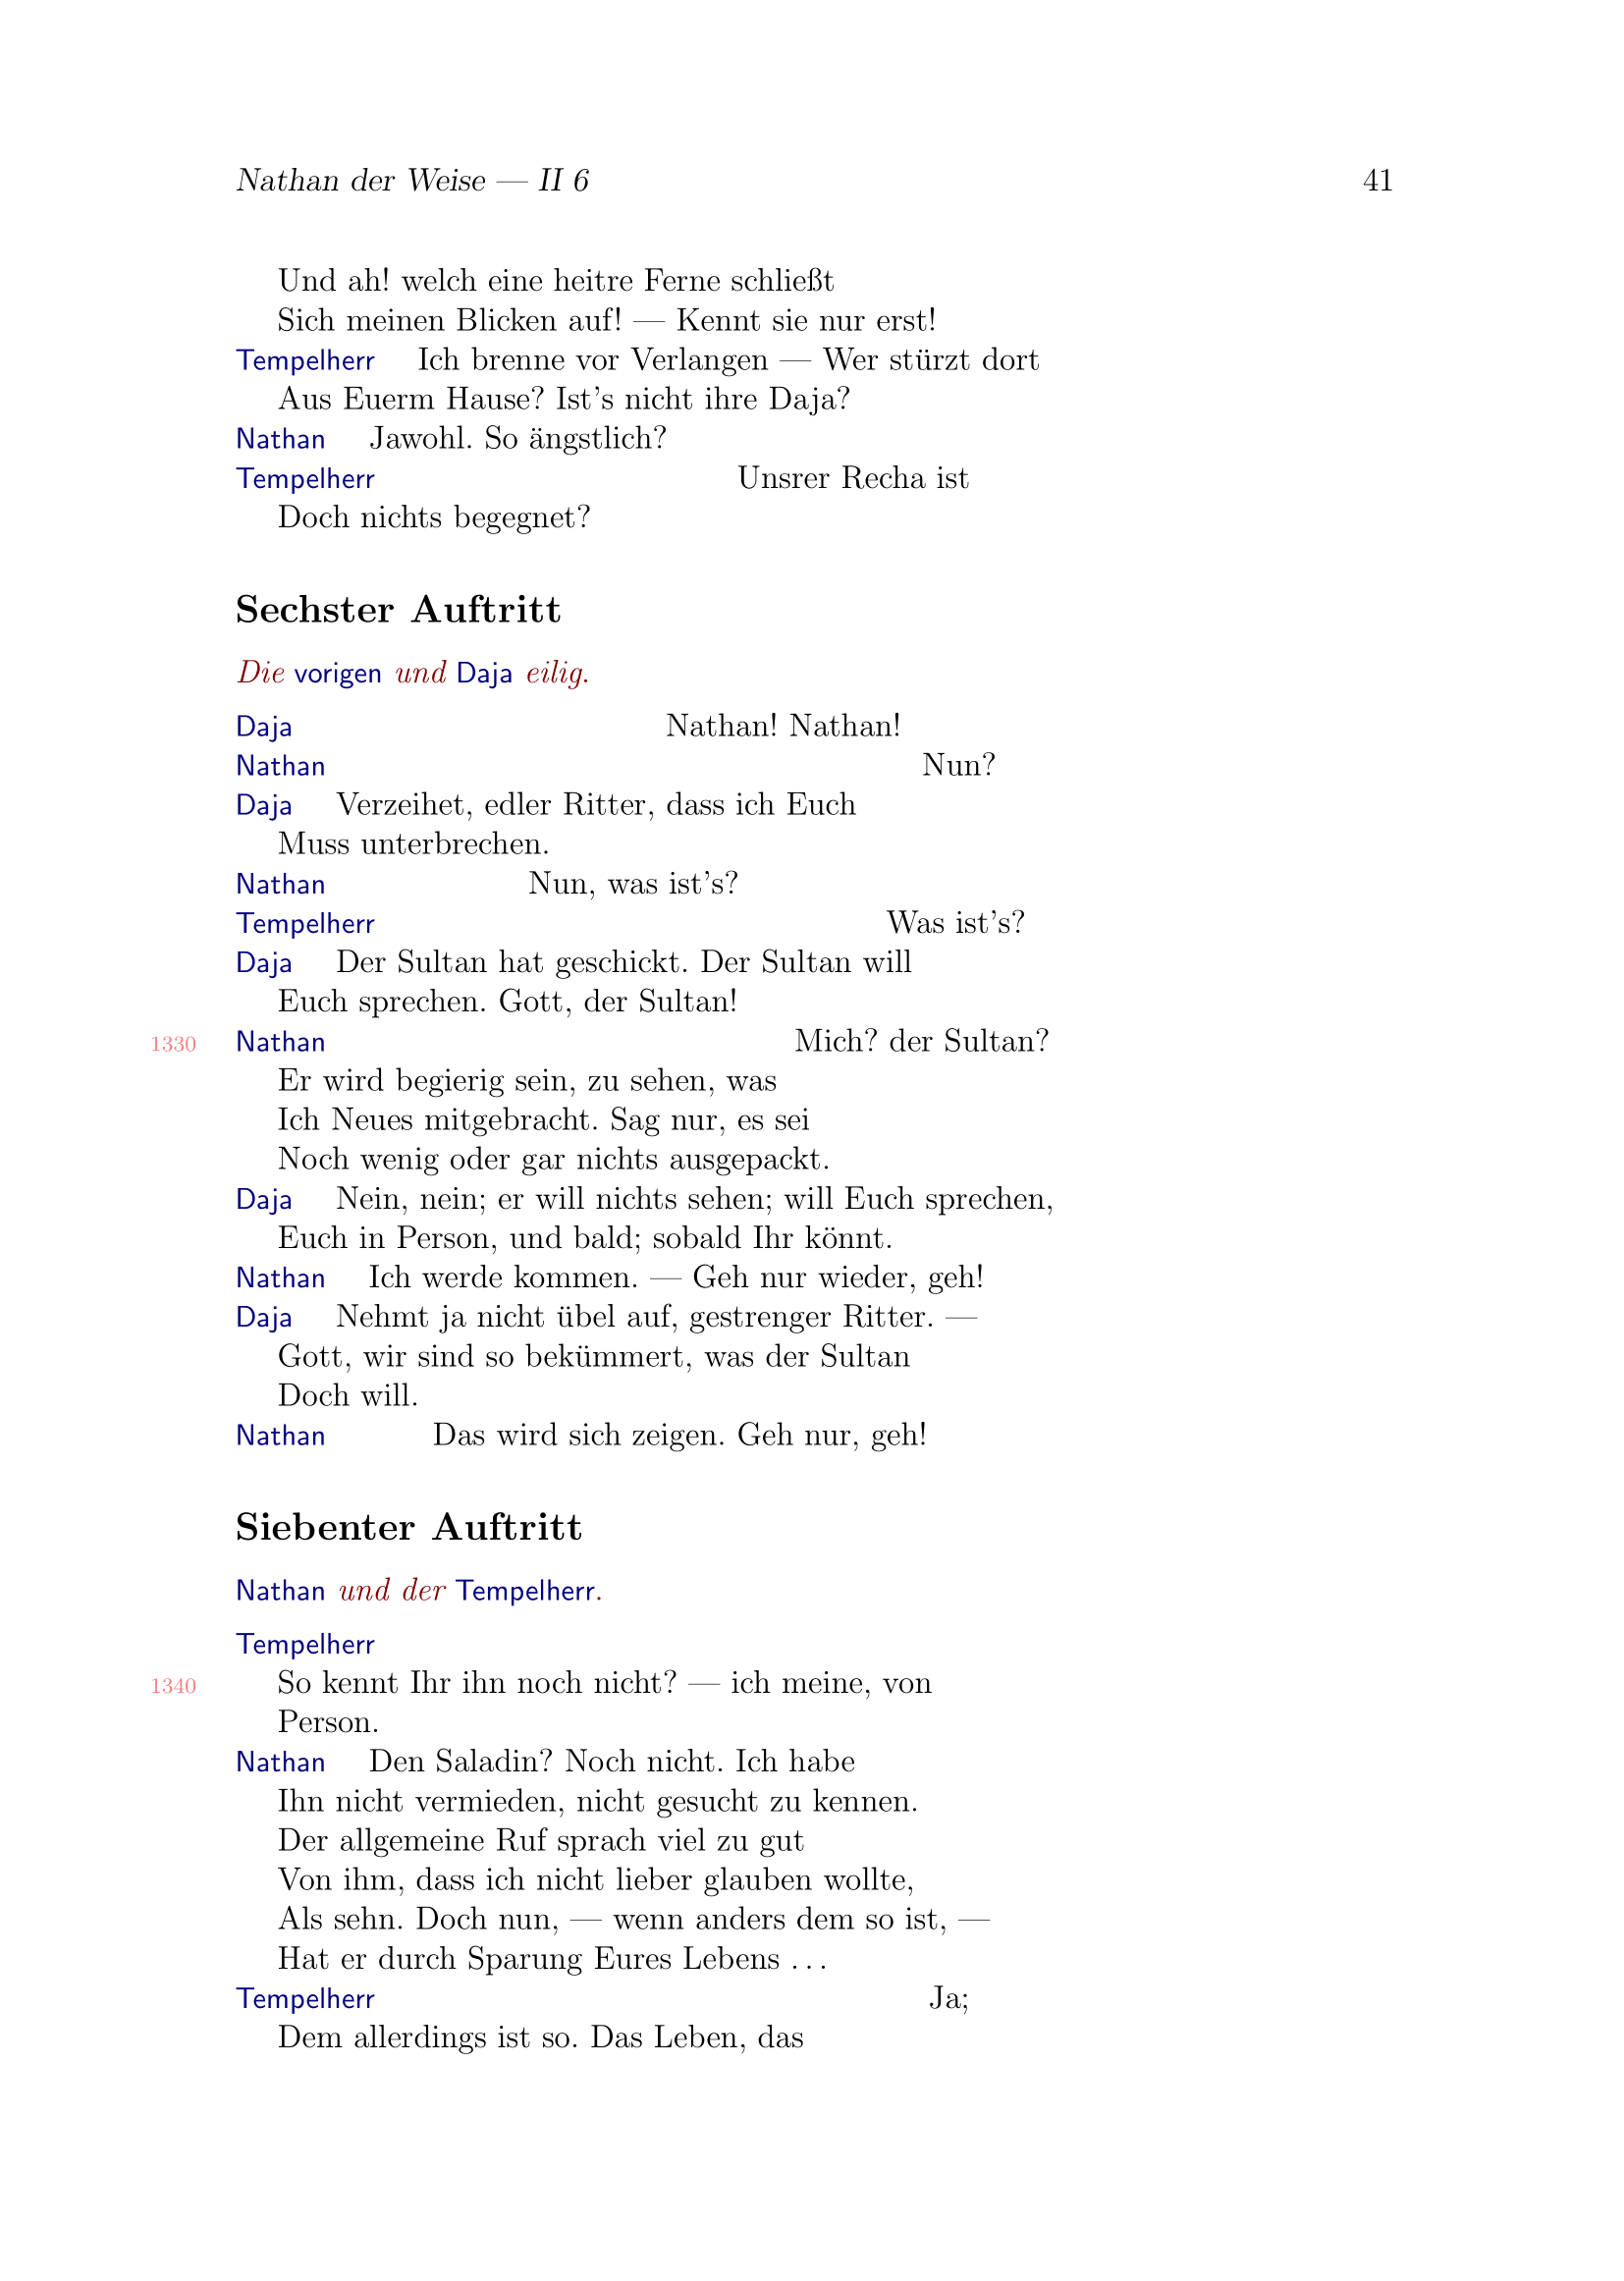 Nathan der Weise — II 6 41
Und ah! welch eine heitre Ferne schließt
Sich meinen Blicken auf! — Kennt sie nur erst!
Tempelherr Ich brenne vor Verlangen — Wer stürzt dort
Aus Euerm Hause? Ist’s nicht ihre Daja?
Nathan Jawohl. So ängstlich?
Tempelherr Unsrer Recha ist
Doch nichts begegnet?
Sechster Auftritt
Die vorigen und Daja eilig.
Daja Nathan! Nathan!
Nathan Nun?
Daja Verzeihet, edler Ritter, dass ich Euch
Muss unterbrechen.
Nathan Nun, was ist’s?
Tempelherr Was ist’s?
Daja Der Sultan hat geschickt. Der Sultan will
Euch sprechen. Gott, der Sultan!
1330 Nathan Mich? der Sultan?
Er wird begierig sein, zu sehen, was
Ich Neues mitgebracht. Sag nur, es sei
Noch wenig oder gar nichts ausgepackt.
Daja Nein, nein; er will nichts sehen; will Euch sprechen,
Euch in Person, und bald; sobald Ihr könnt.
Nathan Ich werde kommen. — Geh nur wieder, geh!
Daja Nehmt ja nicht übel auf, gestrenger Ritter. —
Gott, wir sind so bekümmert, was der Sultan
Doch will.
Nathan Das wird sich zeigen. Geh nur, geh!
Siebenter Auftritt
Nathan und der Tempelherr.
Tempelherr
1340 So kennt Ihr ihn noch nicht? — ich meine, von
Person.
Nathan Den Saladin? Noch nicht. Ich habe
Ihn nicht vermieden, nicht gesucht zu kennen.
Der allgemeine Ruf sprach viel zu gut
Von ihm, dass ich nicht lieber glauben wollte,
Als sehn. Doch nun, — wenn anders dem so ist, —
Hat er durch Sparung Eures Lebens …
Tempelherr Ja;
Dem allerdings ist so. Das Leben, das